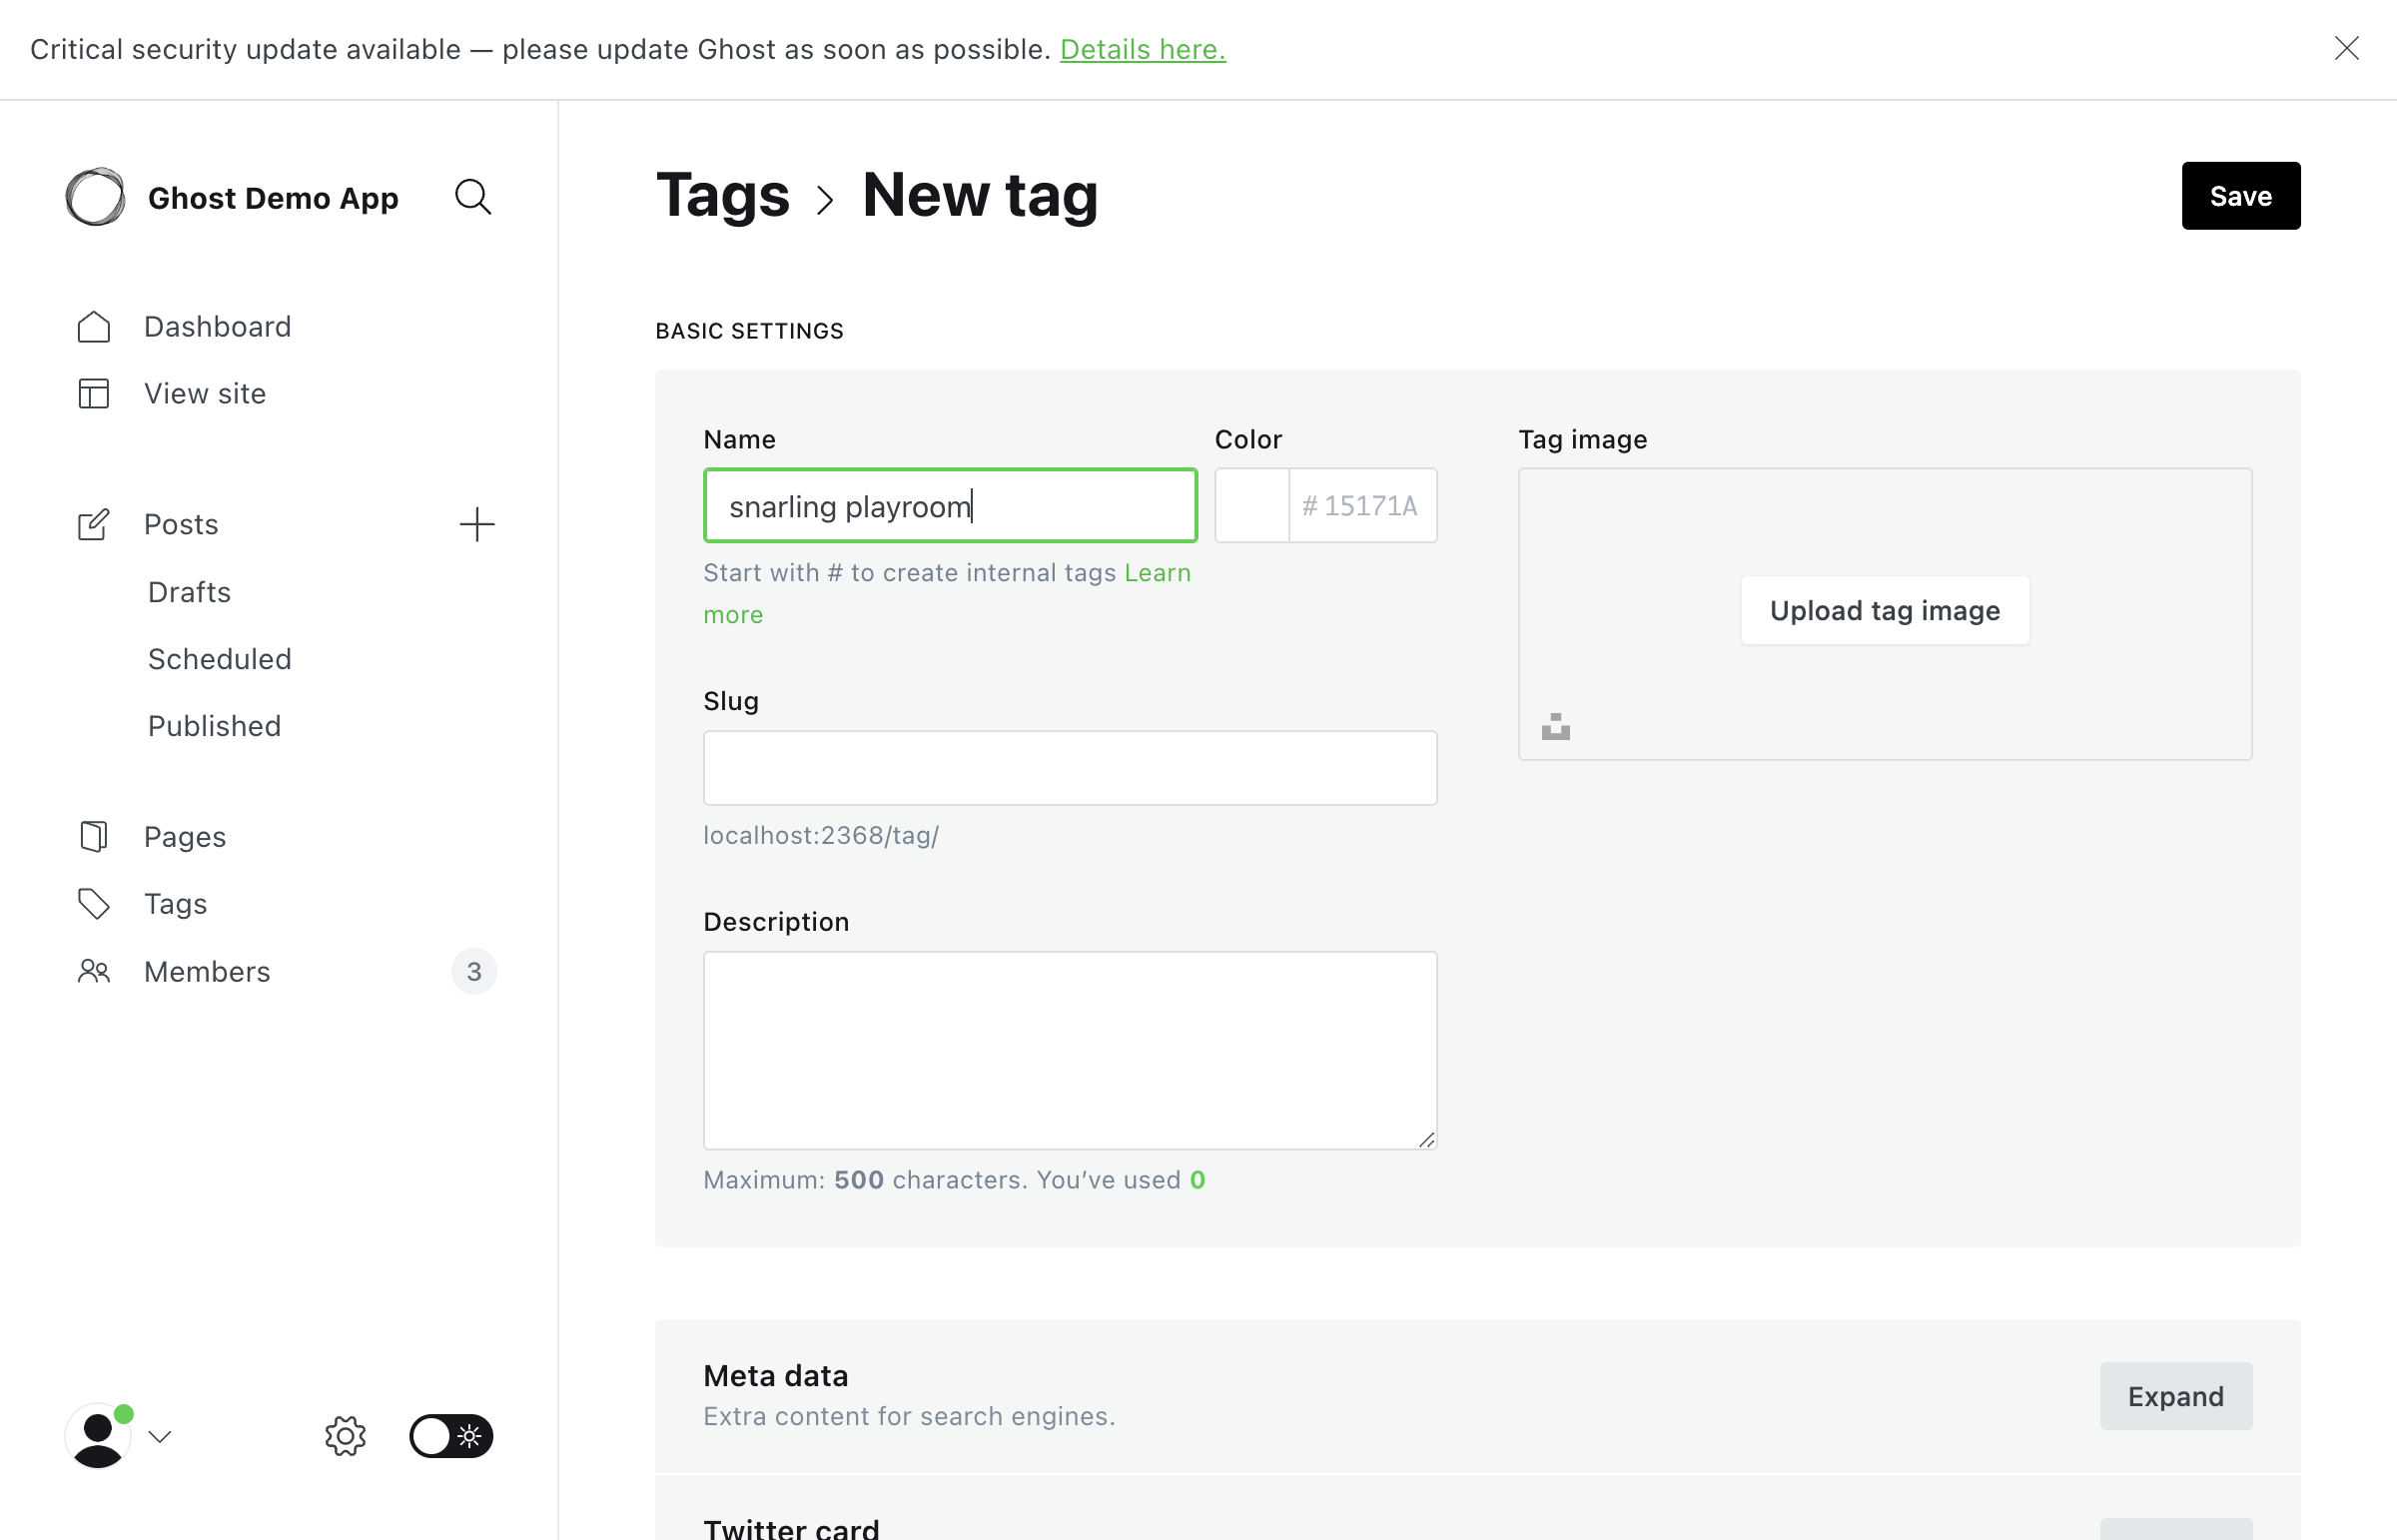 Critical security update available — please update Ghost as soon as possible. Details here.
Ghost Demo App
Dashboard
View site
Posts
Drafts
Scheduled
Published
Pages
Tags
Members
3
Tags
New tag
Save
BASIC SETTINGS
Name
snarling playroom
Start with # to create internal tags Learn
more
Color
# 15171A
Tag image
Upload tag image
Slug
localhost:2368/tag/
Description
Maximum: 500 characters. You’ve used 0
Meta data
Extra content for search engines.
Expand
Twitter card